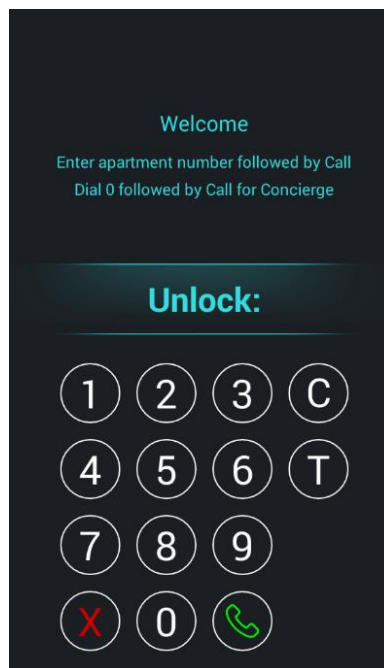 Welcome
Enter apartment number followed by Call
Dial 0 followed by Call for Concierge
Unlock:
1 2 3 C
4 5 6 T
7 8 9
X 0